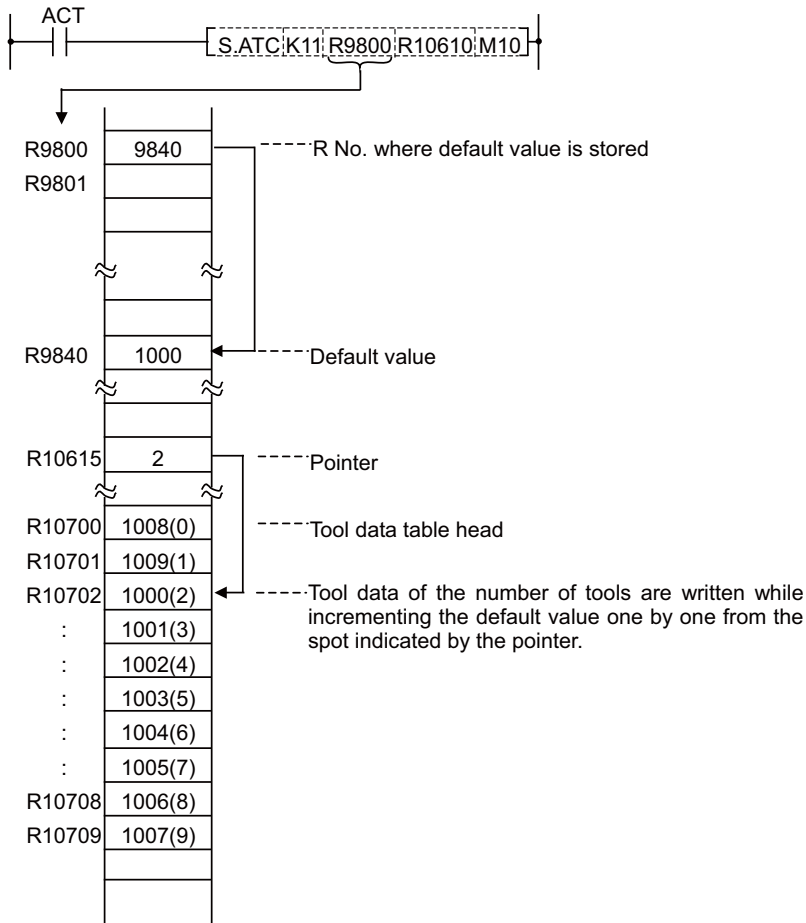 ACT
S.ATC K11 R9800 R10610 M10
R9800 9840 R No. where default value is stored
R9801
R9840 1000 Default value
R10615 2 Pointer
R10700 1008(0) Tool data table head
R10701 1009(1)
R10702 1000(2) Tool data of the number of tools are written while
incrementing the default value one by one from the
: 1001(3) spot indicated by the pointer.
: 1002(4)
: 1003(5)
: 1004(6)
: 1005(7)
R10708 1006(8)
R10709 1007(9)